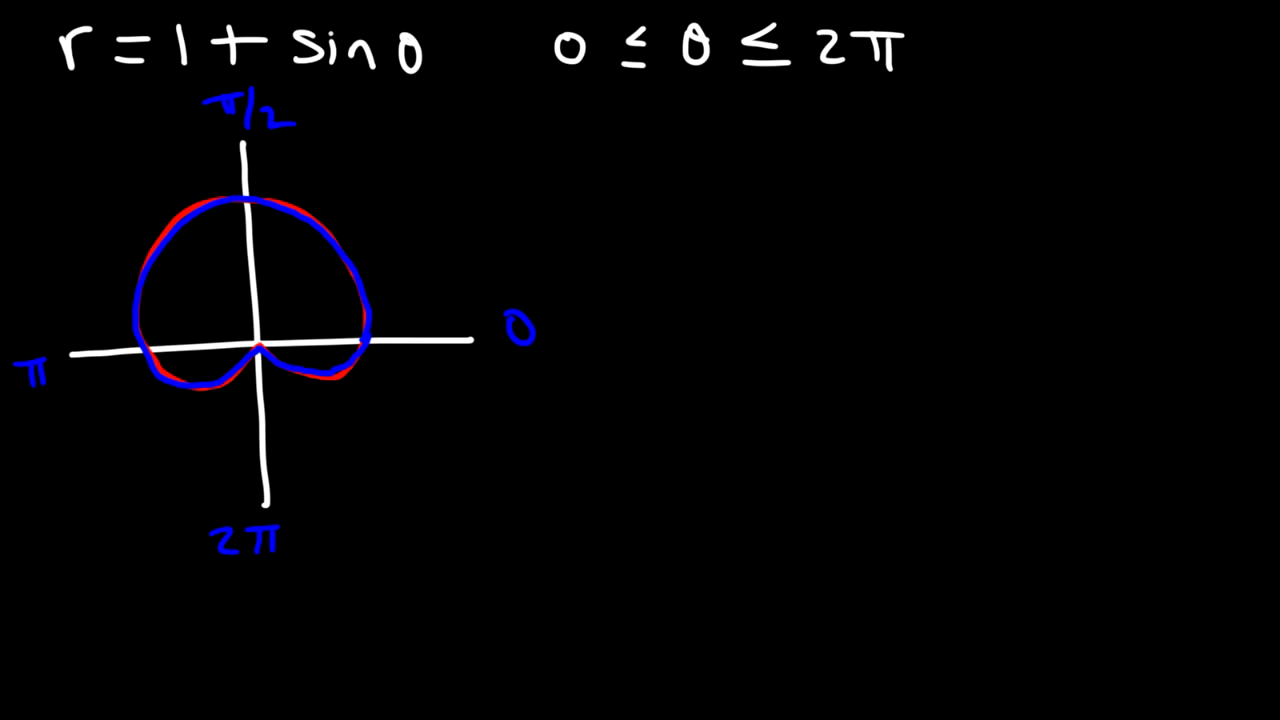 r = 1 + sin θ 0 ≤ θ ≤ 2π
π/2
0
π
2π